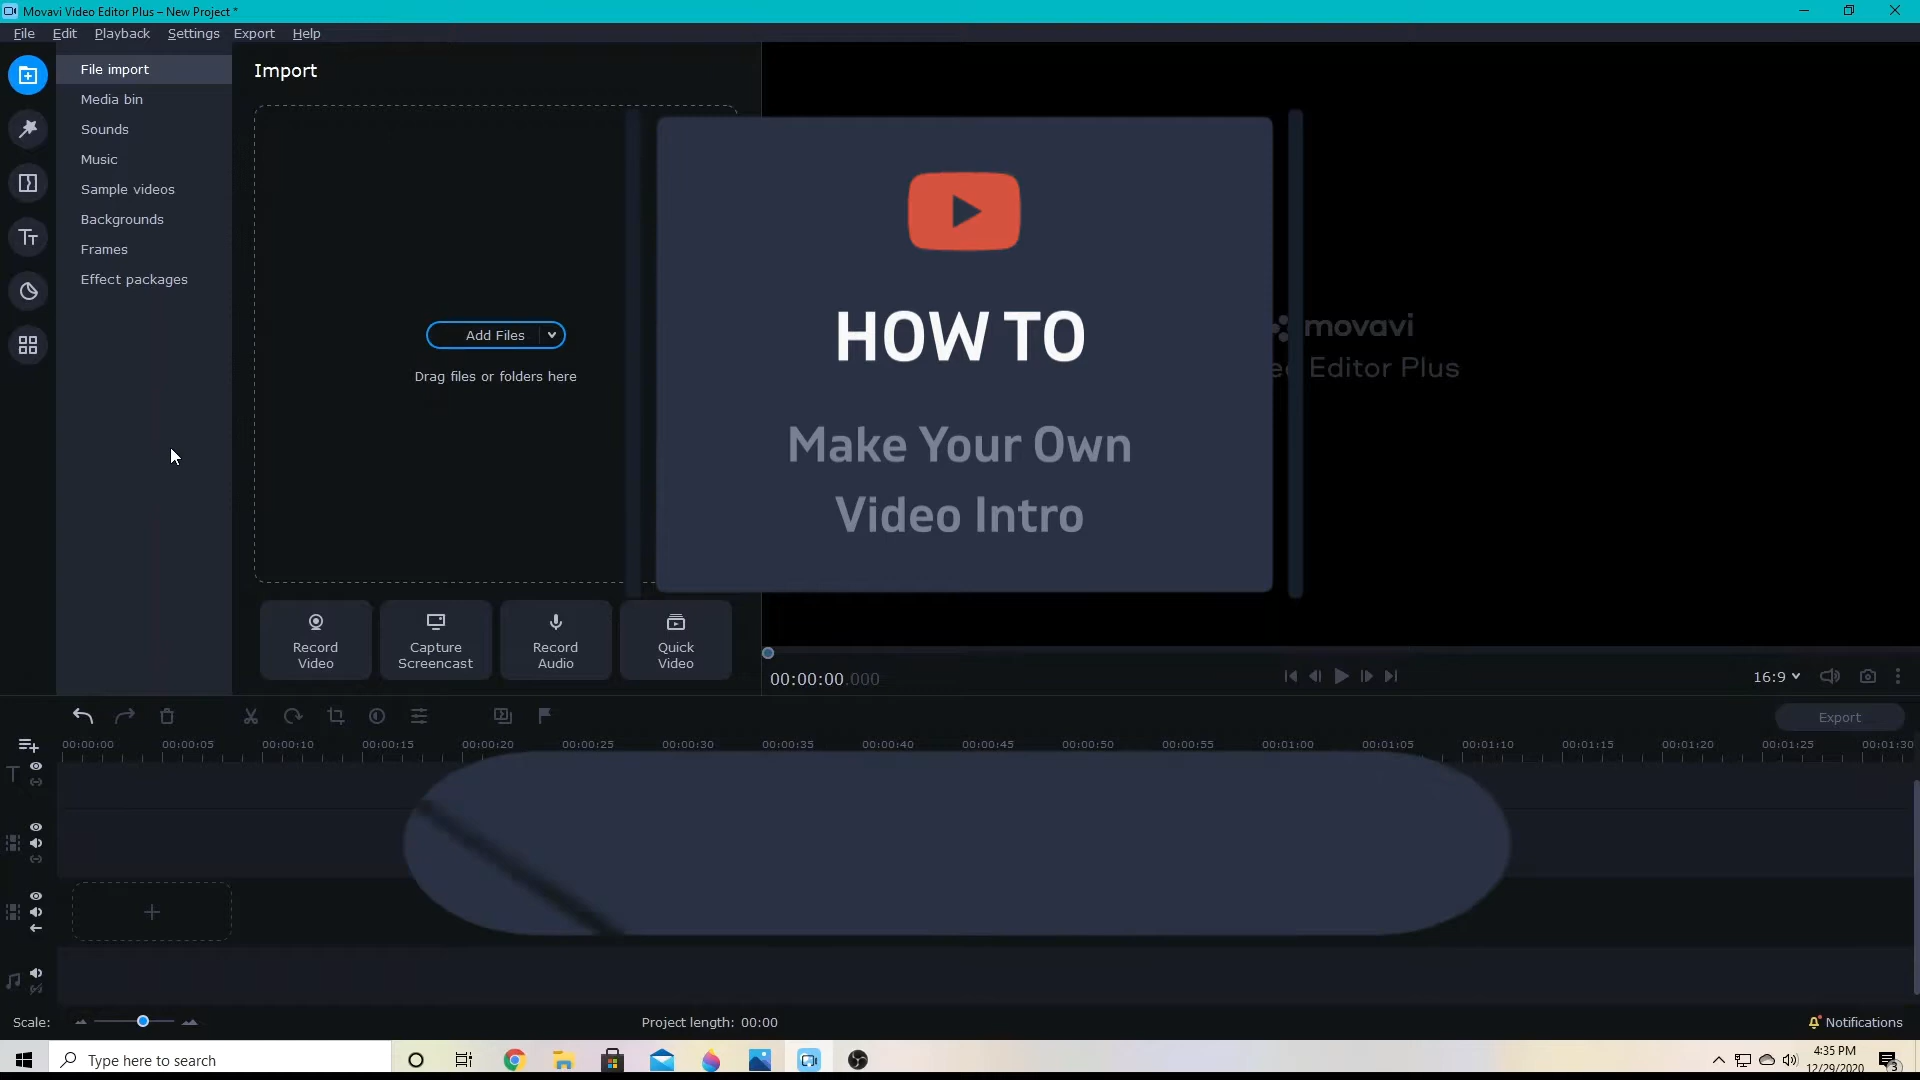 Movavi Video Editor Plus – New Project *
File Edit Playback Settings Export Help
File import
Media bin
Sounds
Music
Sample videos
Backgrounds
Frames
Effect packages
Import
Add Files
Drag files or folders here
HOW TO
Make Your Own
Video Intro
movavi
Editor Plus
Record
Video
Capture
Screencast
Record
Audio
Quick
Video
00:00:00.000
16:9
Export
00:00:00 00:00:05 00:00:10 00:00:15 00:00:20 00:00:25 00:00:30 00:00:35 00:00:40 00:00:45 00:00:50 00:00:55 00:01:00 00:01:05 00:01:10 00:01:15 00:01:20 00:01:25 00:01:30
Scale:
Project length: 00:00
Notifications
Type here to search
4:35 PM
12/29/2020
3